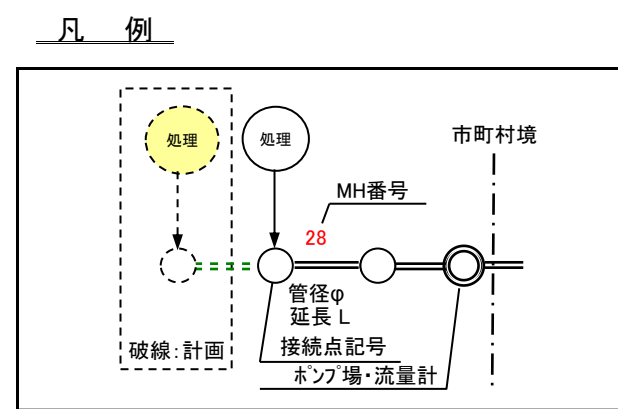 凡 例
処理
処理
市町村境
MH番号
28
管径φ
延長 L
接続点記号
破線:計画
ﾎﾟﾝﾌﾟ場・流量計